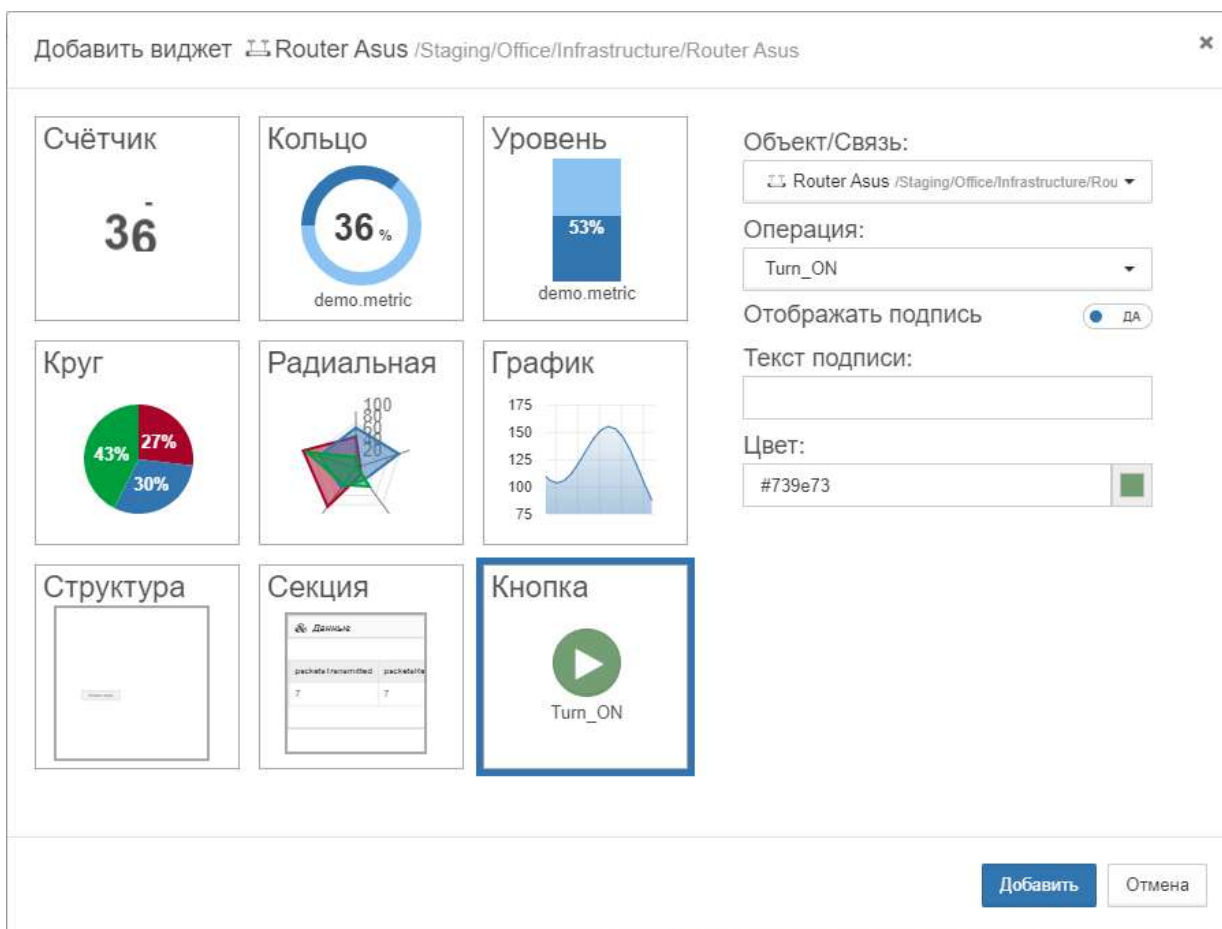 Добавить виджет Router Asus /Staging/Office/Infrastructure/Router Asus
×
Счётчик
36
Кольцо
36 %
demo.metric
Уровень
53%
demo.metric
Круг
43%
27%
30%
Радиальная
100
80
60
40
20
График
175
150
125
100
75
Структура
Секция
Данные
packetsTransmitted packetsRe
7 7
Кнопка
Turn_ON
Объект/Связь:
Router Asus /Staging/Office/Infrastructure/Rou
Операция:
Turn_ON
Отображать подпись ДА
Текст подписи:
Цвет:
#739e73
Добавить Отмена